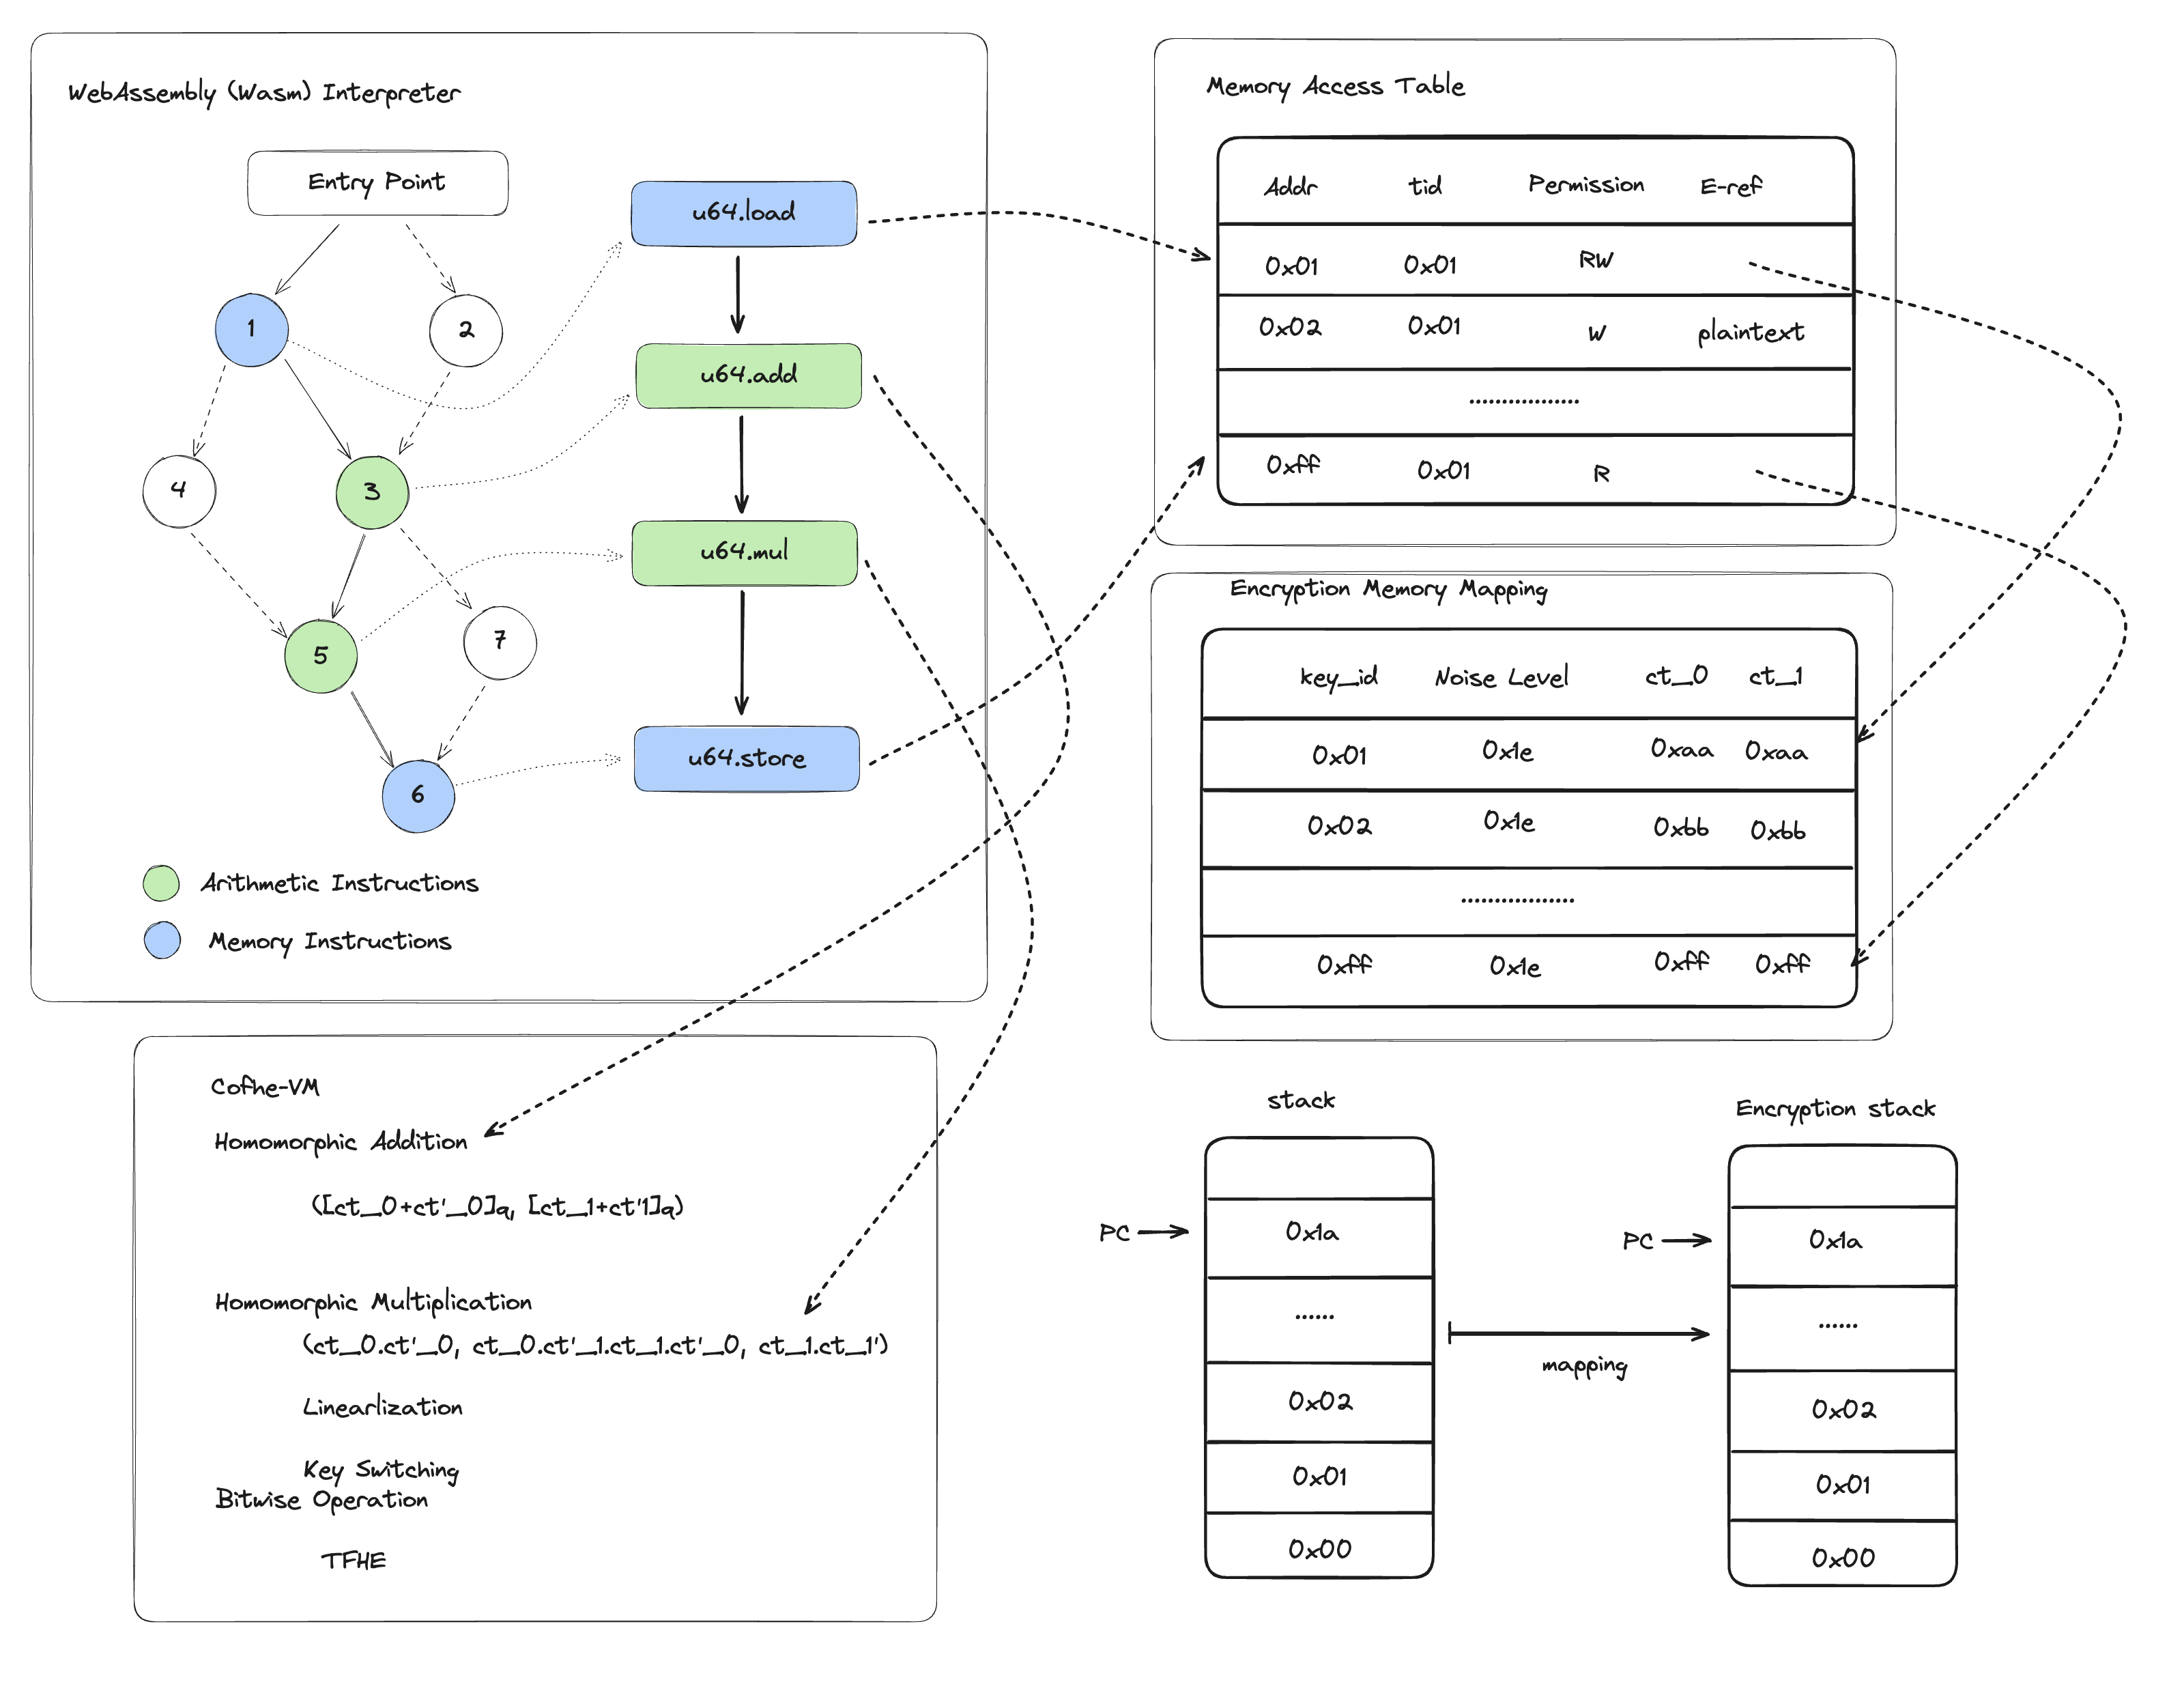 WebAssembly (Wasm) Interpreter
Entry Point
1
2
4
3
5
7
6
u64.load
u64.add
u64.mul
u64.store
Arithmetic Instructions
Memory Instructions
Memory Access Table
Addr tid Permission E-ref
0x01 0x01 RW
0x02 0x01 W plaintext
................
0xff 0x01 R
Encryption Memory Mapping
key_id Noise Level ct_0 ct_1
0x01 0x1e 0xaa 0xaa
0x02 0x1e 0xbb 0xbb
................
0xff 0x1e 0xff 0xff
Cofhe-VM
Homomorphic Addition
([ct_0+ct'_0]q, [ct_1+ct'1]q)
Homomorphic Multiplication
(ct_0.ct'_0, ct_0.ct'_1.ct_1.ct'_0, ct_1.ct_1')
Linearlization
Key Switching
Bitwise Operation
TFHE
stack
PC
0x1a
......
0x02
0x01
0x00
mapping
Encryption stack
PC
0x1a
......
0x02
0x01
0x00